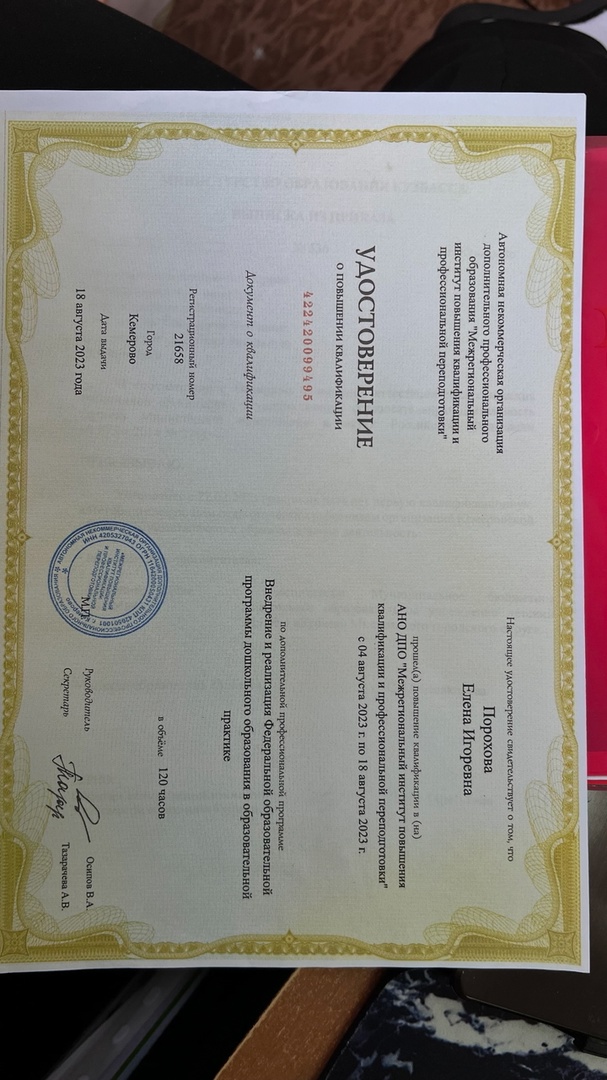 Автономная некоммерческая организация
дополнительного профессионального
образования "Межрегиональный
институт повышения квалификации и
профессиональной переподготовки"
УДОСТОВЕРЕНИЕ
о повышении квалификации
422420099495
Документ о квалификации
Регистрационный номер
21658
Город
Кемерово
Дата выдачи
18 августа 2023 года
Настоящее удостоверение свидетельствует о том, что
Порохова
Елена Игоревна
прошел(а) повышение квалификации в (на)
АНО ДПО "Межрегиональный институт повышения
квалификации и профессиональной переподготовки"
с 04 августа 2023 г. по 18 августа 2023 г.
по дополнительной профессиональной программе
Внедрение и реализация Федеральной образовательной
программы дошкольного образования в образовательной
практике
в объёме 120 часов
М.П.
Руководитель Осипов В.А.
Секретарь Тазарачева А.В.